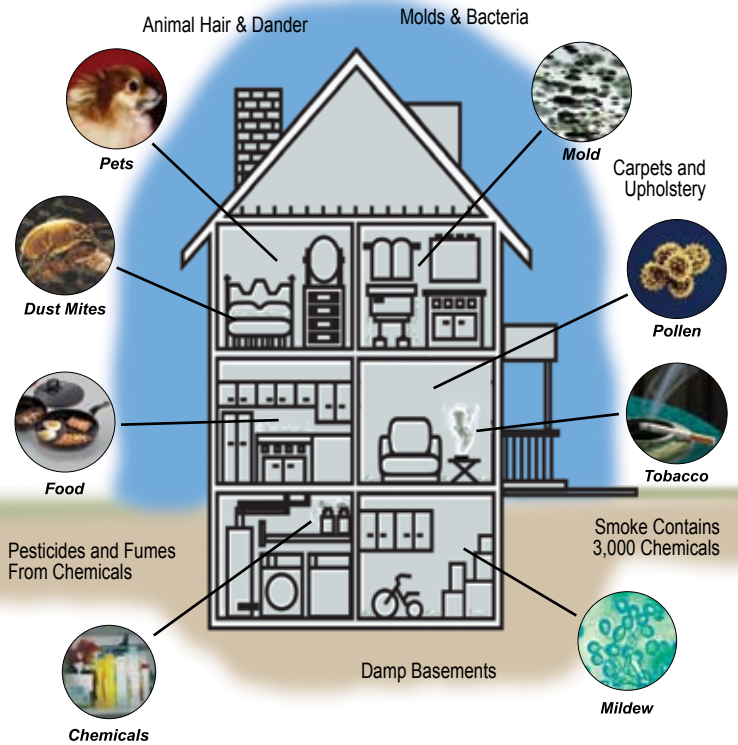 Animal Hair & Dander
Molds & Bacteria
Pets
Mold
Carpets and
Upholstery
Dust Mites
Pollen
Food
Tobacco
Pesticides and Fumes
From Chemicals
Smoke Contains
3,000 Chemicals
Damp Basements
Chemicals
Mildew